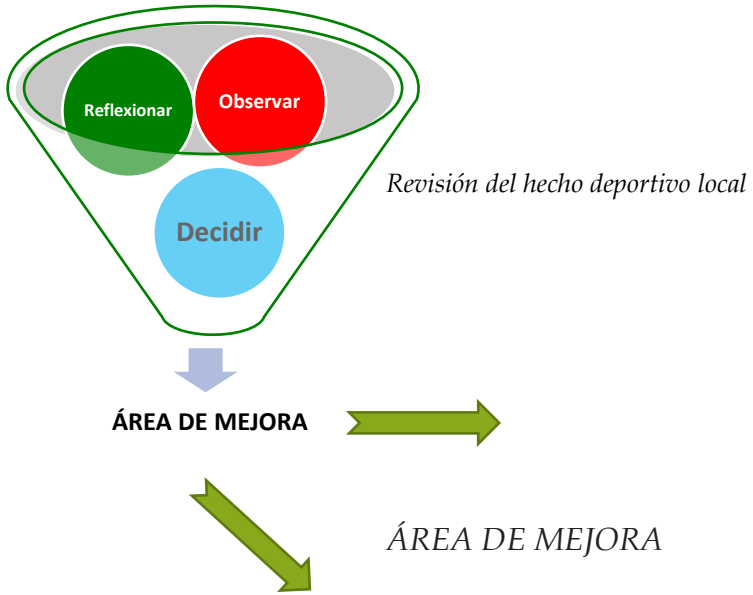 Reflexionar
Observar
Revisión del hecho deportivo local
Decidir
ÁREA DE MEJORA
ÁREA DE MEJORA